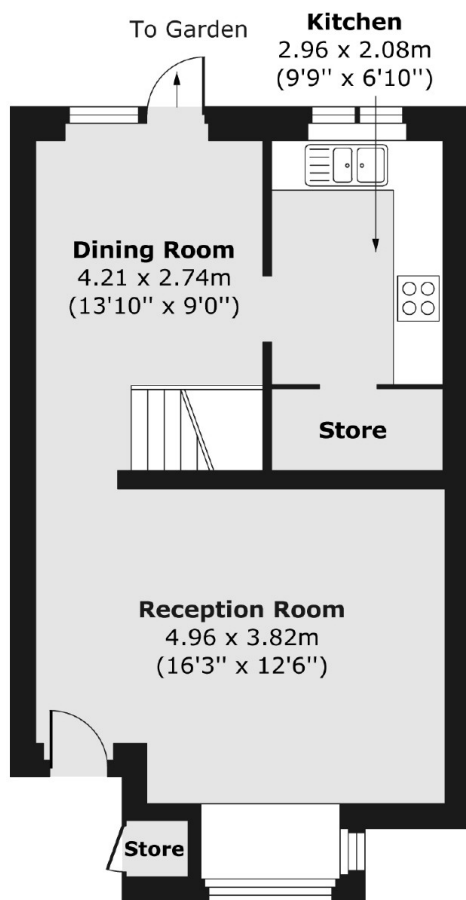 To Garden
Kitchen
2.96 x 2.08m
(9'9'' x 6'10'')
Dining Room
4.21 x 2.74m
(13'10'' x 9'0'')
Store
Reception Room
4.96 x 3.82m
(16'3'' x 12'6'')
Store